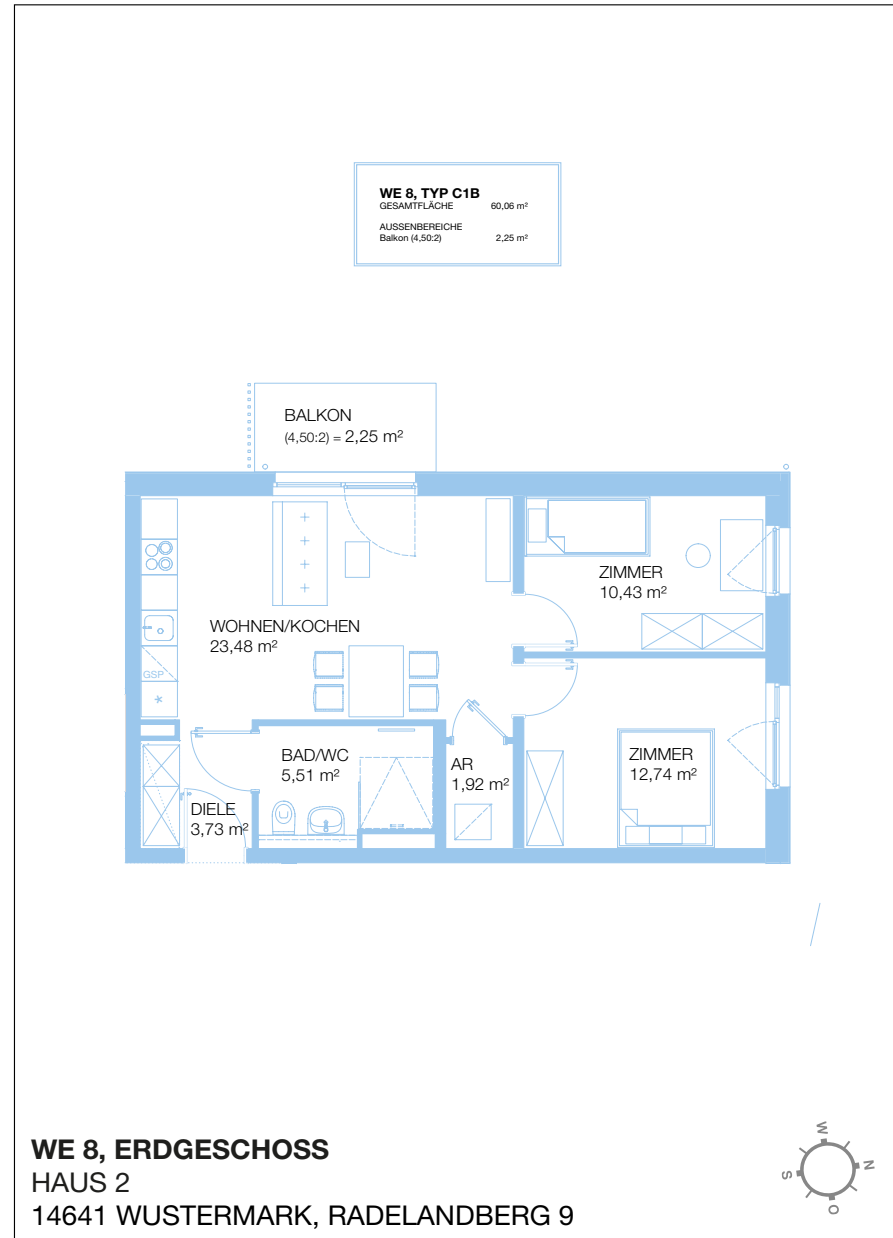 WE 8, TYP C1B
GESAMTFLÄCHE 60,06 m²
AUSSENBEREICHE
Balkon (4,50:2) 2,25 m²
BALKON
(4,50:2) = 2,25 m²
ZIMMER
10,43 m²
WOHNEN/KOCHEN
23,48 m²
GSP
BAD/WC
5,51 m²
AR
1,92 m²
ZIMMER
12,74 m²
DIELE
3,73 m²
WE 8, ERDGESCHOSS
HAUS 2
14641 WUSTERMARK, RADELANDBERG 9
W
N
S
O